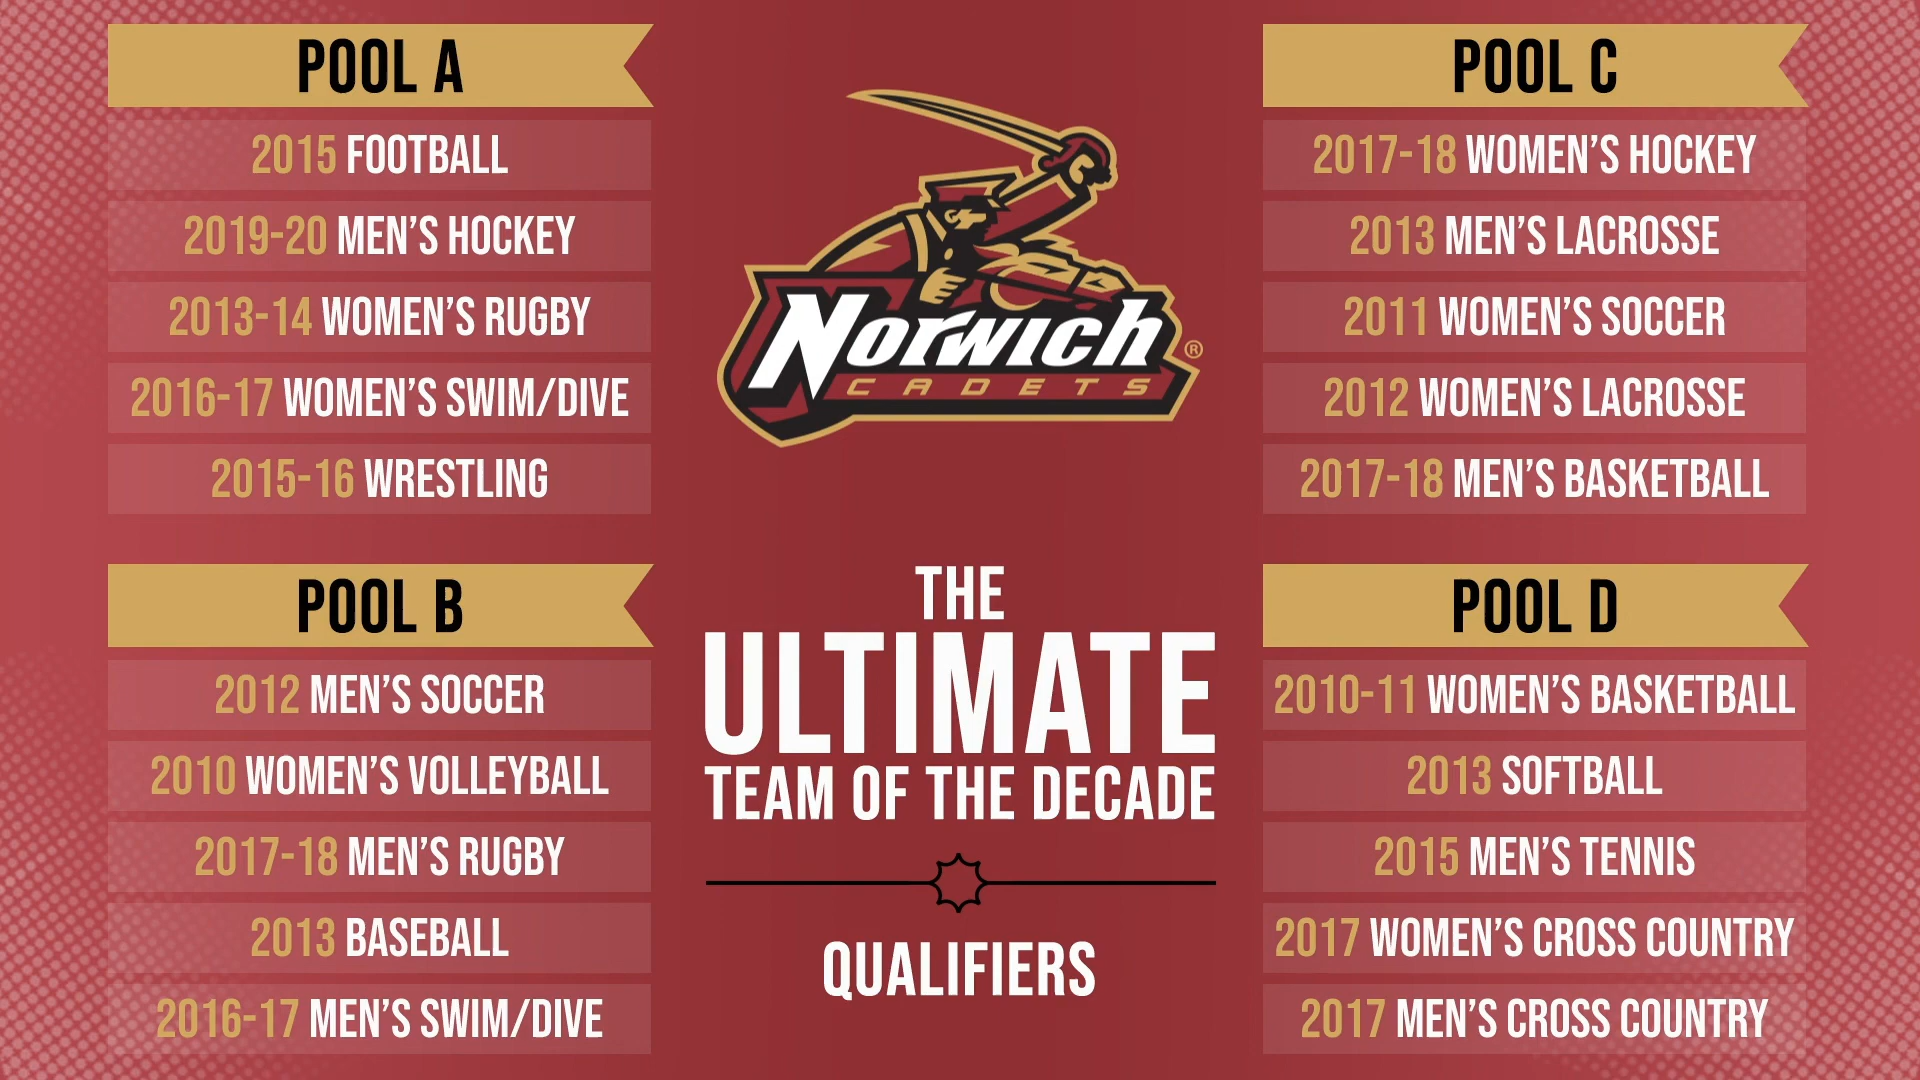 POOL A
2015 FOOTBALL
2019-20 MEN'S HOCKEY
2013-14 WOMEN'S RUGBY
2016-17 WOMEN'S SWIM/DIVE
2015-16 WRESTLING
POOL B
2012 MEN'S SOCCER
2010 WOMEN'S VOLLEYBALL
2017-18 MEN'S RUGBY
2013 BASEBALL
2016-17 MEN'S SWIM/DIVE
Norwich ®
CADETS
THE
ULTIMATE
TEAM OF THE DECADE
QUALIFIERS
POOL C
2017-18 WOMEN'S HOCKEY
2013 MEN'S LACROSSE
2011 WOMEN'S SOCCER
2012 WOMEN'S LACROSSE
2017-18 MEN'S BASKETBALL
POOL D
2010-11 WOMEN'S BASKETBALL
2013 SOFTBALL
2015 MEN'S TENNIS
2017 WOMEN'S CROSS COUNTRY
2017 MEN'S CROSS COUNTRY